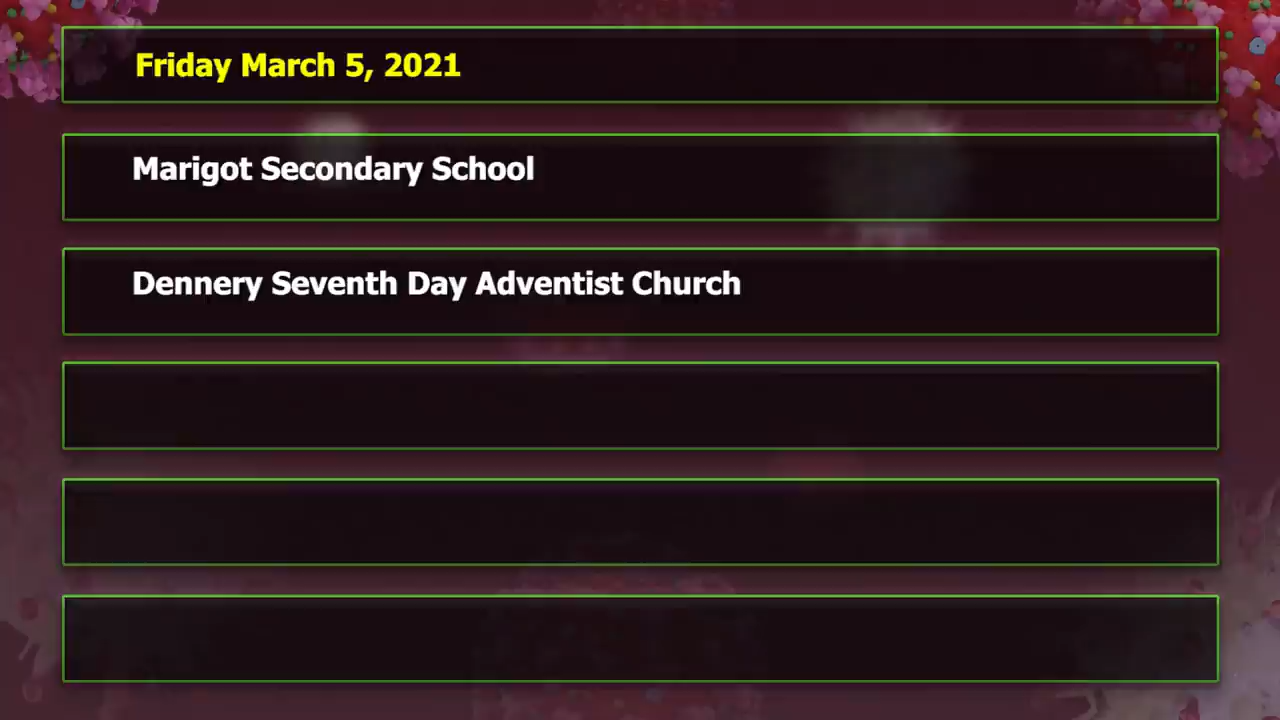 Friday March 5, 2021
Marigot Secondary School
Dennery Seventh Day Adventist Church